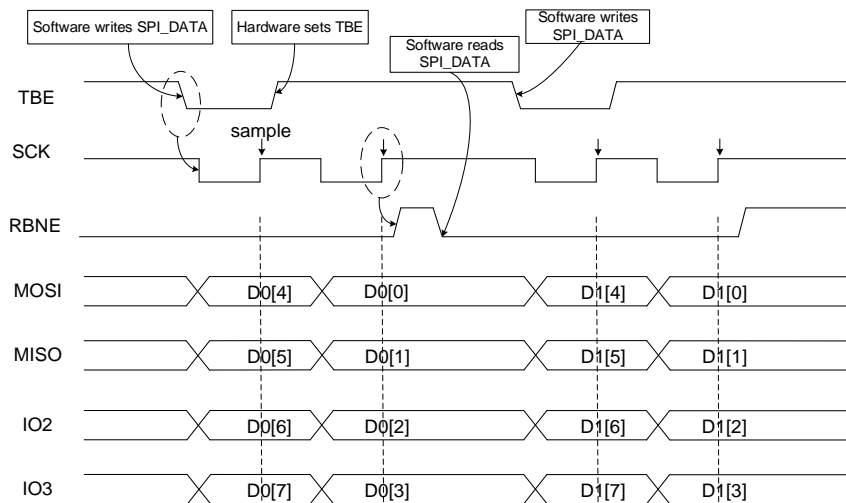 Software writes SPI_DATA
Hardware sets TBE
Software reads
SPI_DATA
Software writes
SPI_DATA
TBE
sample
SCK
RBNE
MOSI D0[4] D0[0] D1[4] D1[0]
MISO D0[5] D0[1] D1[5] D1[1]
IO2 D0[6] D0[2] D1[6] D1[2]
IO3 D0[7] D0[3] D1[7] D1[3]